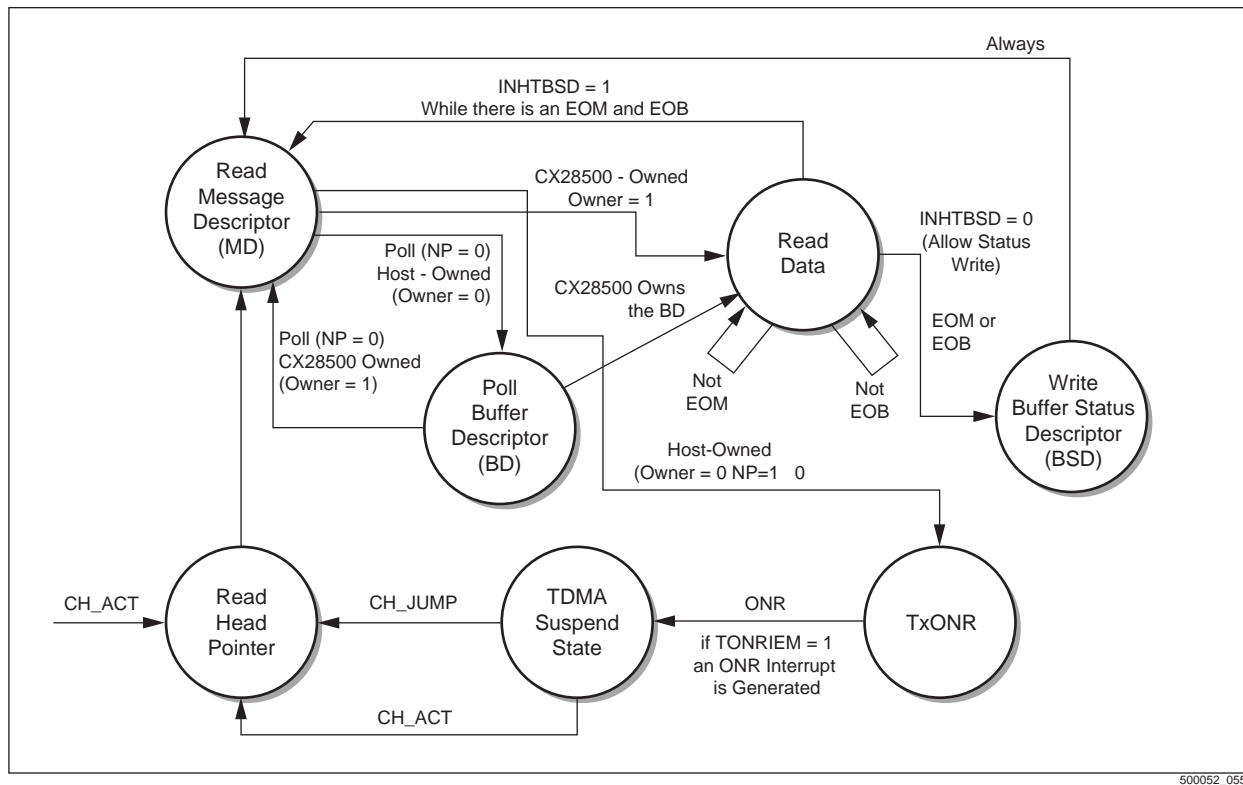 Always
INHTBSD = 1
While there is an EOM and EOB
Read
Message
Descriptor
(MD)
CX28500 - Owned
Owner = 1
Read
Data
INHTBSD = 0
(Allow Status
Write)
Poll (NP = 0)
Host - Owned
(Owner = 0)
CX28500 Owns
the BD
Poll (NP = 0)
CX28500 Owned
(Owner = 1)
EOM or
EOB
Poll
Buffer
Descriptor
(BD)
Not
EOM
Not
EOB
Write
Buffer Status
Descriptor
(BSD)
Host-Owned
(Owner = 0 NP=1 0
CH_ACT
Read
Head
Pointer
CH_JUMP
TDMA
Suspend
State
ONR
if TONRIEM = 1
an ONR Interrupt
is Generated
TxONR
CH_ACT
500052_055